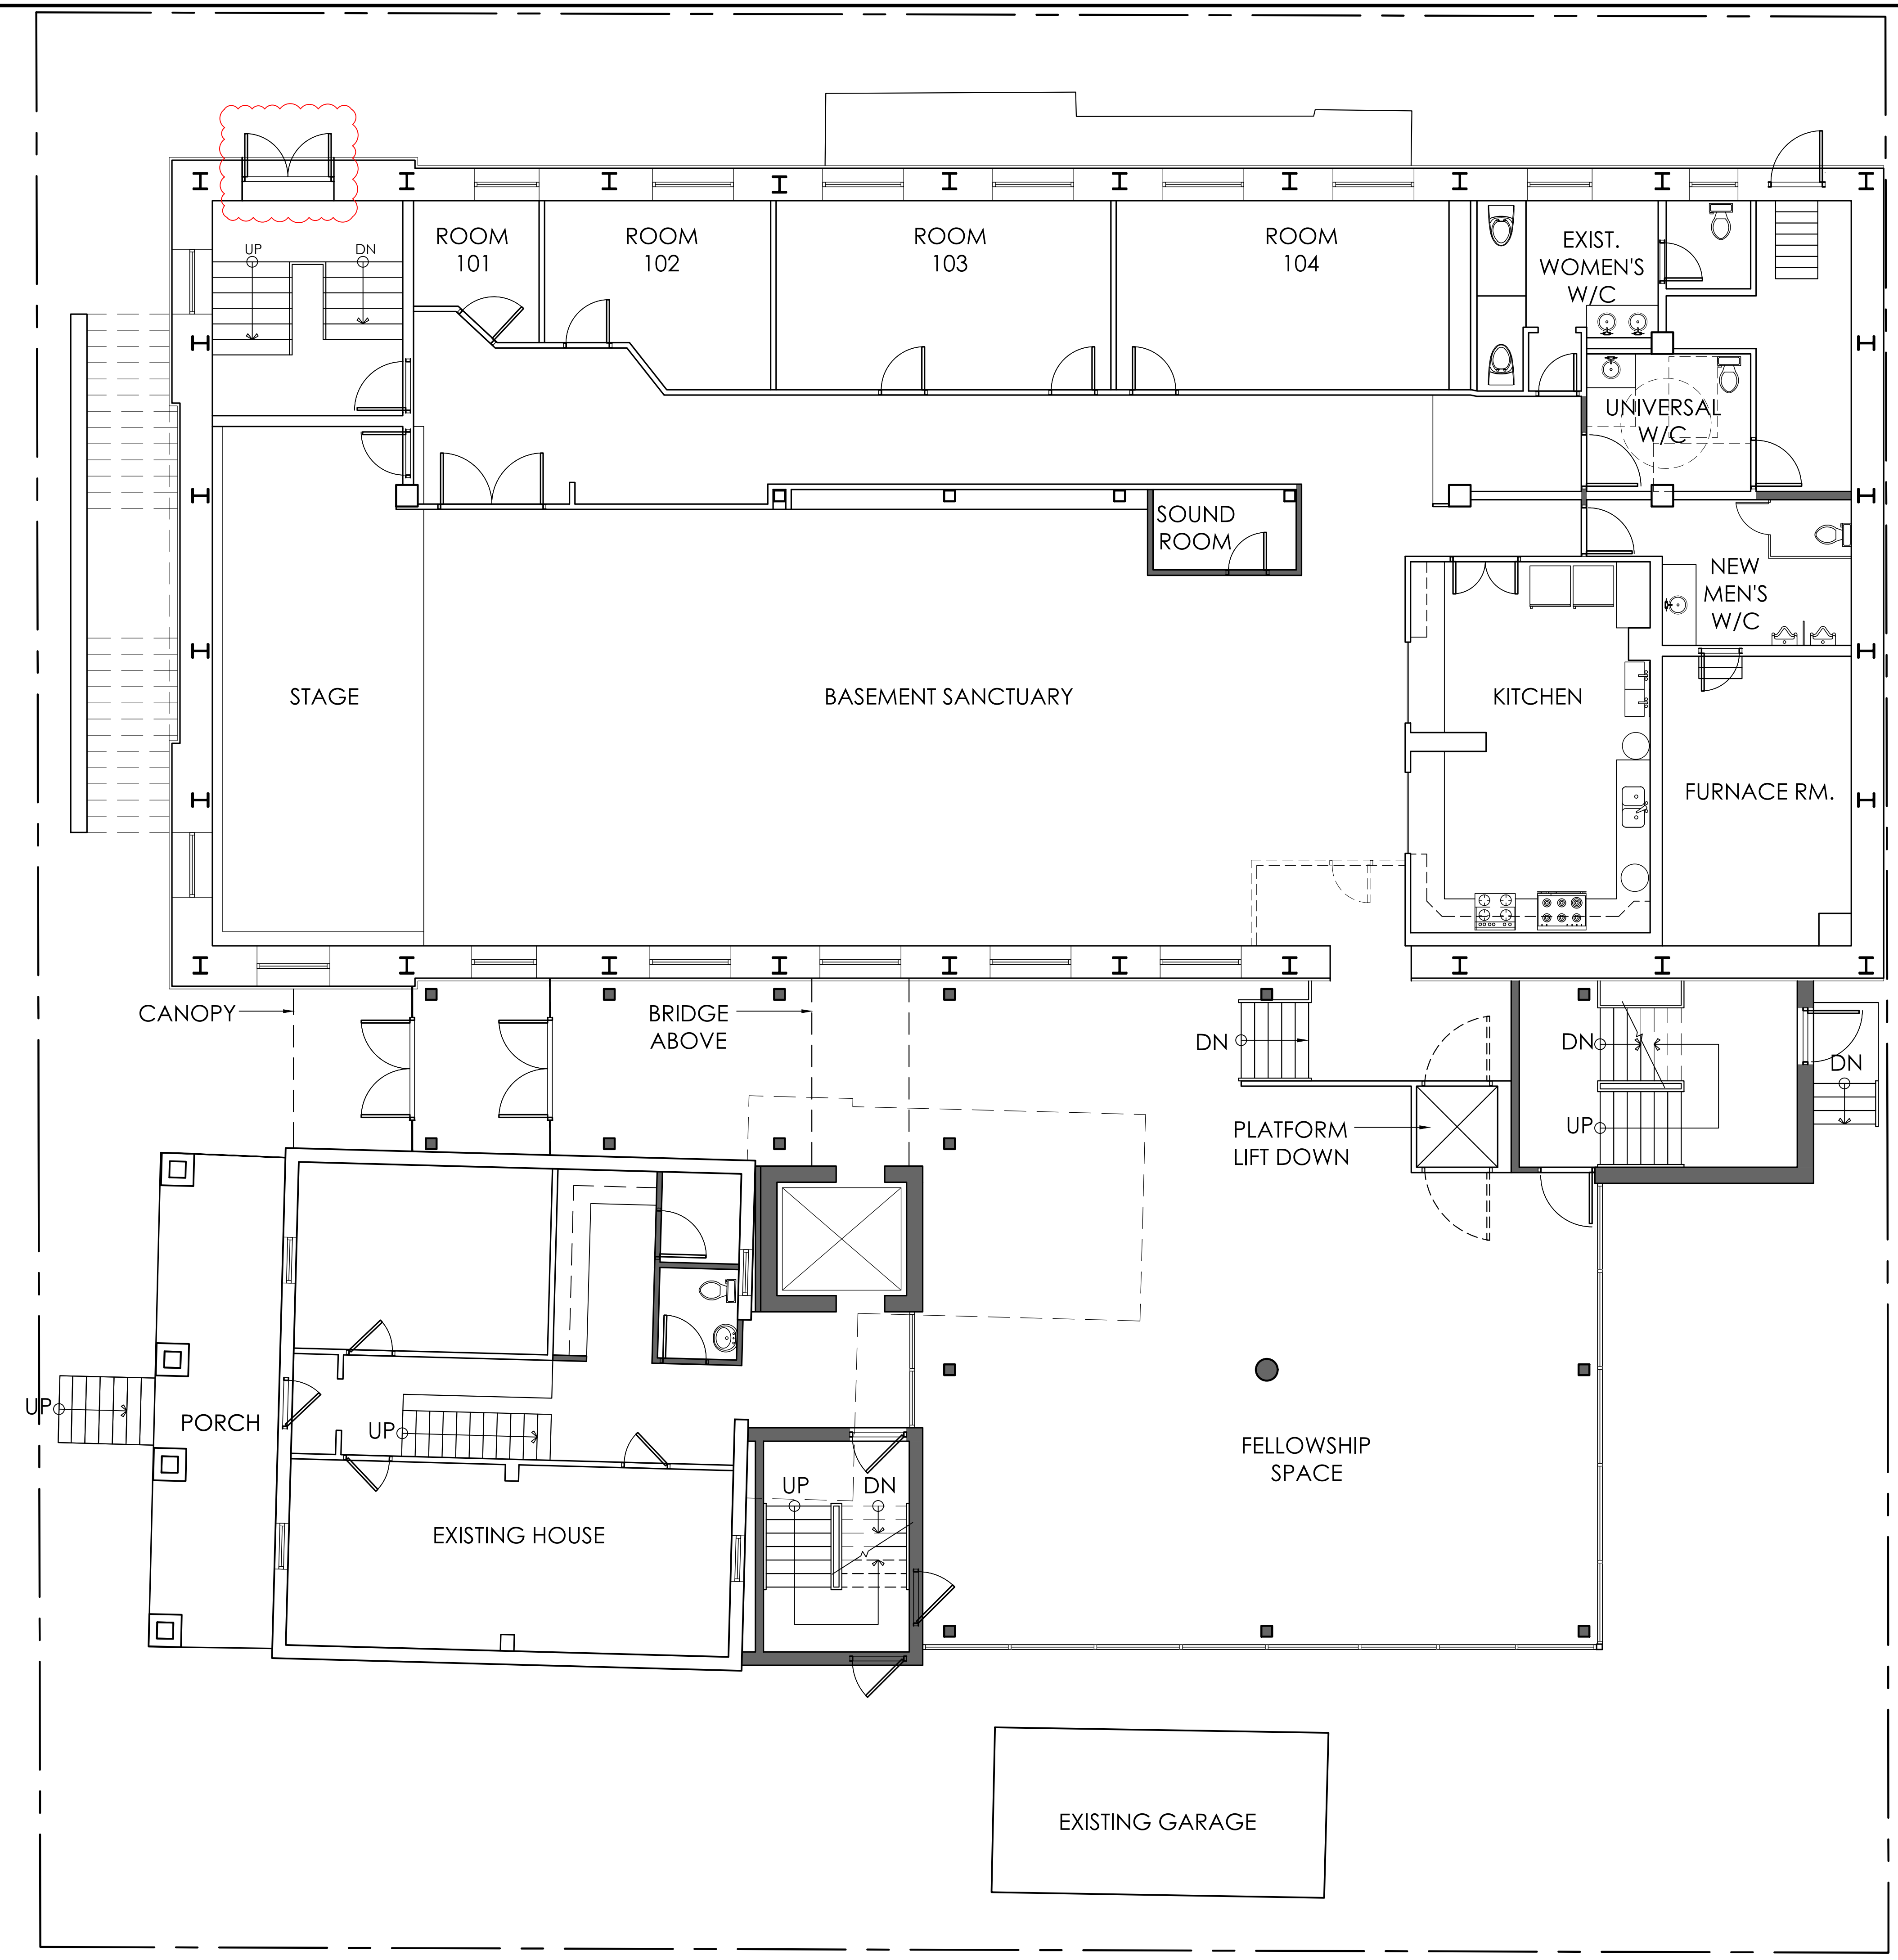 UP
DN
ROOM
101
ROOM
102
ROOM
103
ROOM
104
EXIST.
WOMEN'S
W/C
UNIVERSAL
W/C
SOUND
ROOM
NEW
MEN'S
W/C
STAGE
BASEMENT SANCTUARY
KITCHEN
FURNACE RM.
CANOPY
BRIDGE
ABOVE
DN
DN
DN
UP
PLATFORM
LIFT DOWN
UP
PORCH
UP
FELLOWSHIP
SPACE
UP
DN
EXISTING HOUSE
EXISTING GARAGE